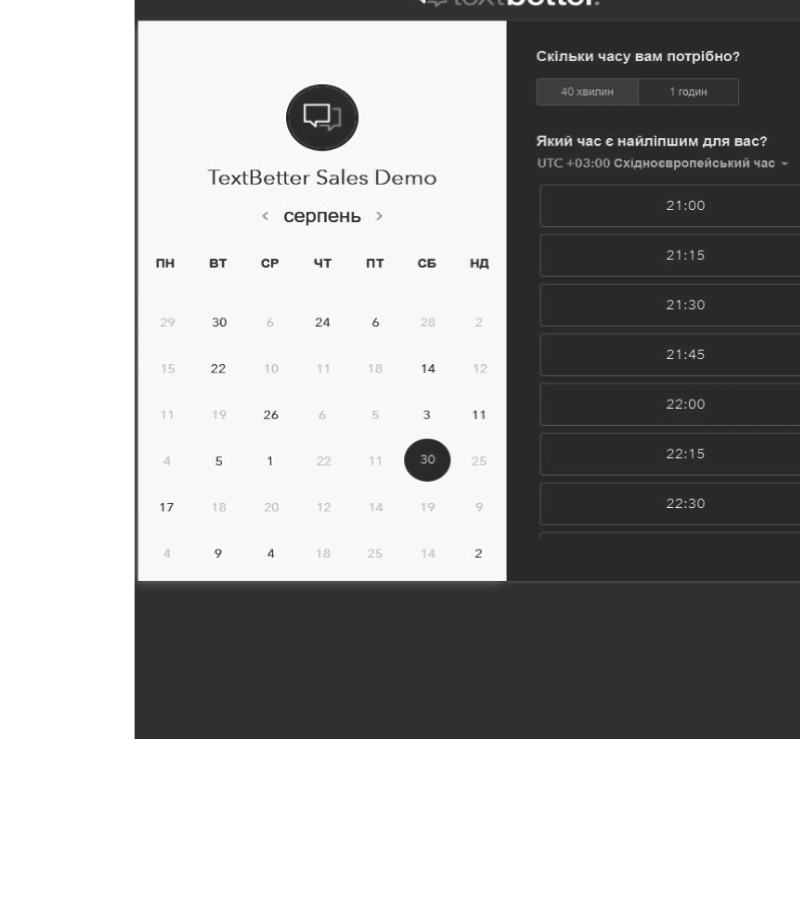 textbetter.
TextBetter Sales Demo
< серпень >
ПН ВТ СР ЧТ ПТ СБ НД
29 30 6 24 6 28 2
15 22 10 11 18 14 12
11 19 26 6 5 3 11
4 5 1 22 11 30 25
17 18 20 12 14 19 9
4 9 4 18 25 14 2
Скільки часу вам потрібно?
40 хвилин 1 годин
Який час є найліпшим для вас?
UTC +03:00 Східноєвропейський час
21:00
21:15
21:30
21:45
22:00
22:15
22:30